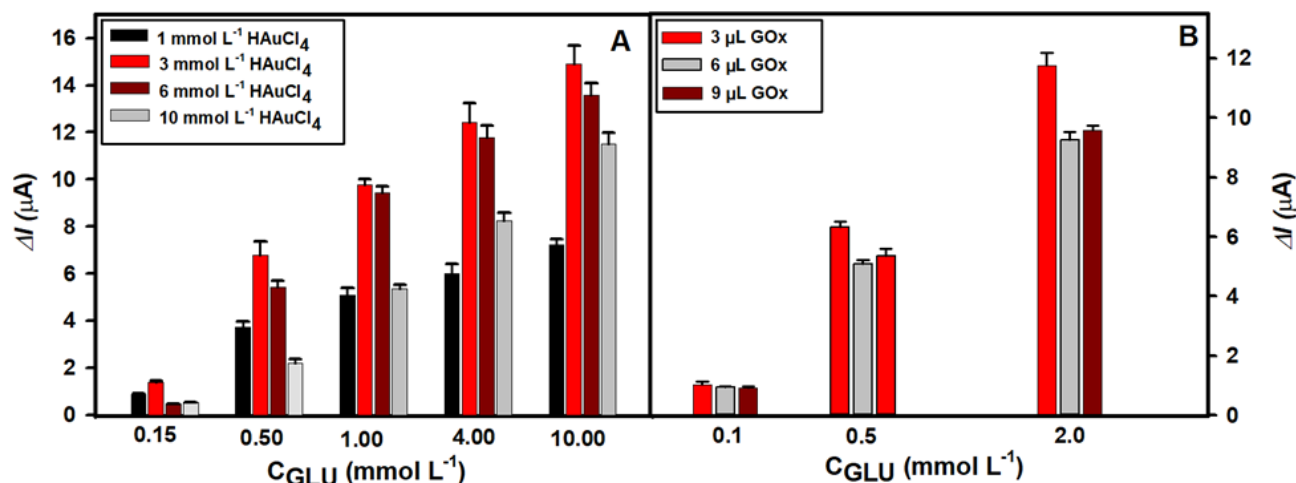 1 mmol L⁻¹ HAuCl₄
3 mmol L⁻¹ HAuCl₄
6 mmol L⁻¹ HAuCl₄
10 mmol L⁻¹ HAuCl₄
A
16
14
12
10
8
6
4
2
0
ΔI (µA)
0.15 0.50 1.00 4.00 10.00
C_GLU (mmol L⁻¹)
3 µL GOx
6 µL GOx
9 µL GOx
B
12
10
8
6
4
2
0
ΔI (µA)
0.1 0.5 2.0
C_GLU (mmol L⁻¹)